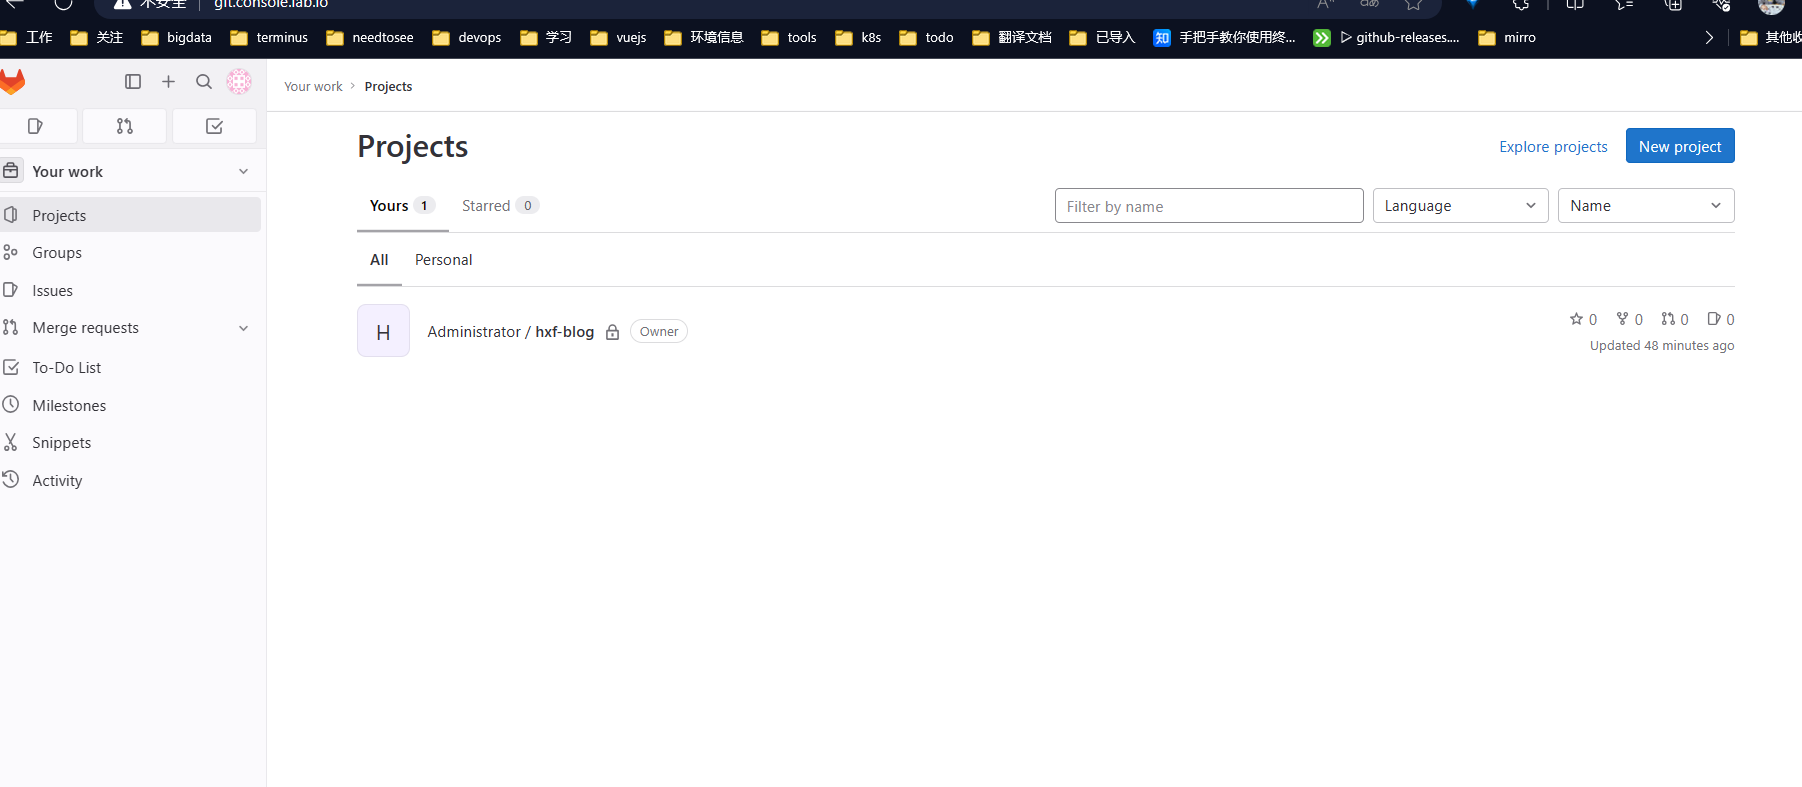 不安全 git.console.lab.io
工作 关注 bigdata terminus needtosee devops 学习 vuejs 环境信息 tools k8s todo 翻译文档 已导入 知 手把手教你使用终... github-releases.... mirro 其他收
Your work > Projects
Projects
Explore projects New project
Your work
Yours 1 Starred 0 Filter by name Language Name
Projects
Groups
All Personal
Issues
Merge requests
H Administrator / hxf-blog Owner 0 0 0 0
Updated 48 minutes ago
To-Do List
Milestones
Snippets
Activity